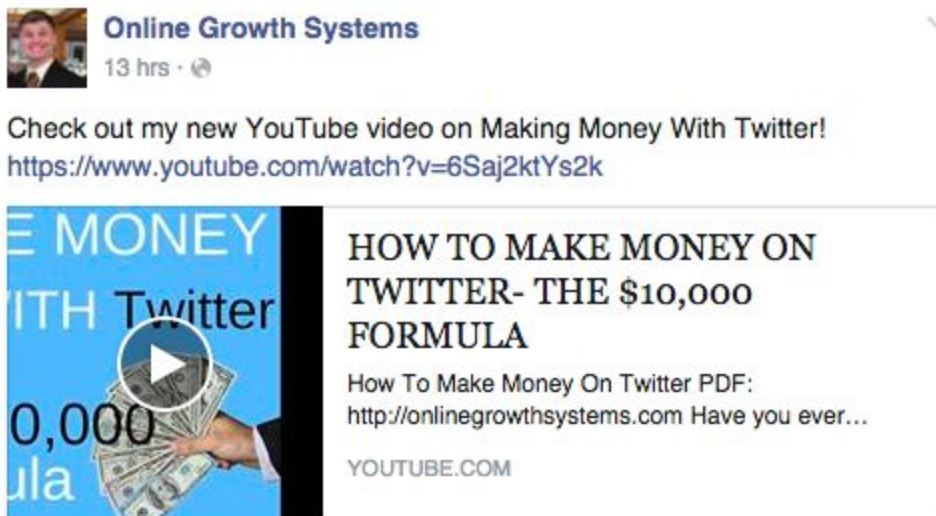 Online Growth Systems
13 hrs ·
Check out my new YouTube video on Making Money With Twitter!
https://www.youtube.com/watch?v=6Saj2ktYs2k
E MONEY
ITH Twitter
0,000
ula
HOW TO MAKE MONEY ON
TWITTER- THE $10,000
FORMULA
How To Make Money On Twitter PDF:
http://onlinegrowthsystems.com Have you ever...
YOUTUBE.COM